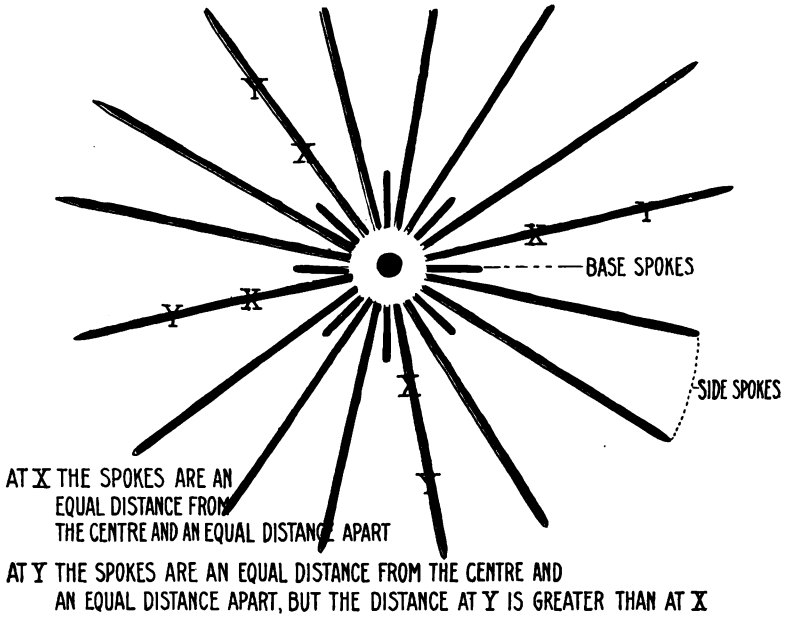 Y
X
X Y
BASE SPOKES
Y X
X
SIDE SPOKES
Y
AT X THE SPOKES ARE AN
EQUAL DISTANCE FROM
THE CENTRE AND AN EQUAL DISTANCE APART
AT Y THE SPOKES ARE AN EQUAL DISTANCE FROM THE CENTRE AND
AN EQUAL DISTANCE APART, BUT THE DISTANCE AT Y IS GREATER THAN AT X